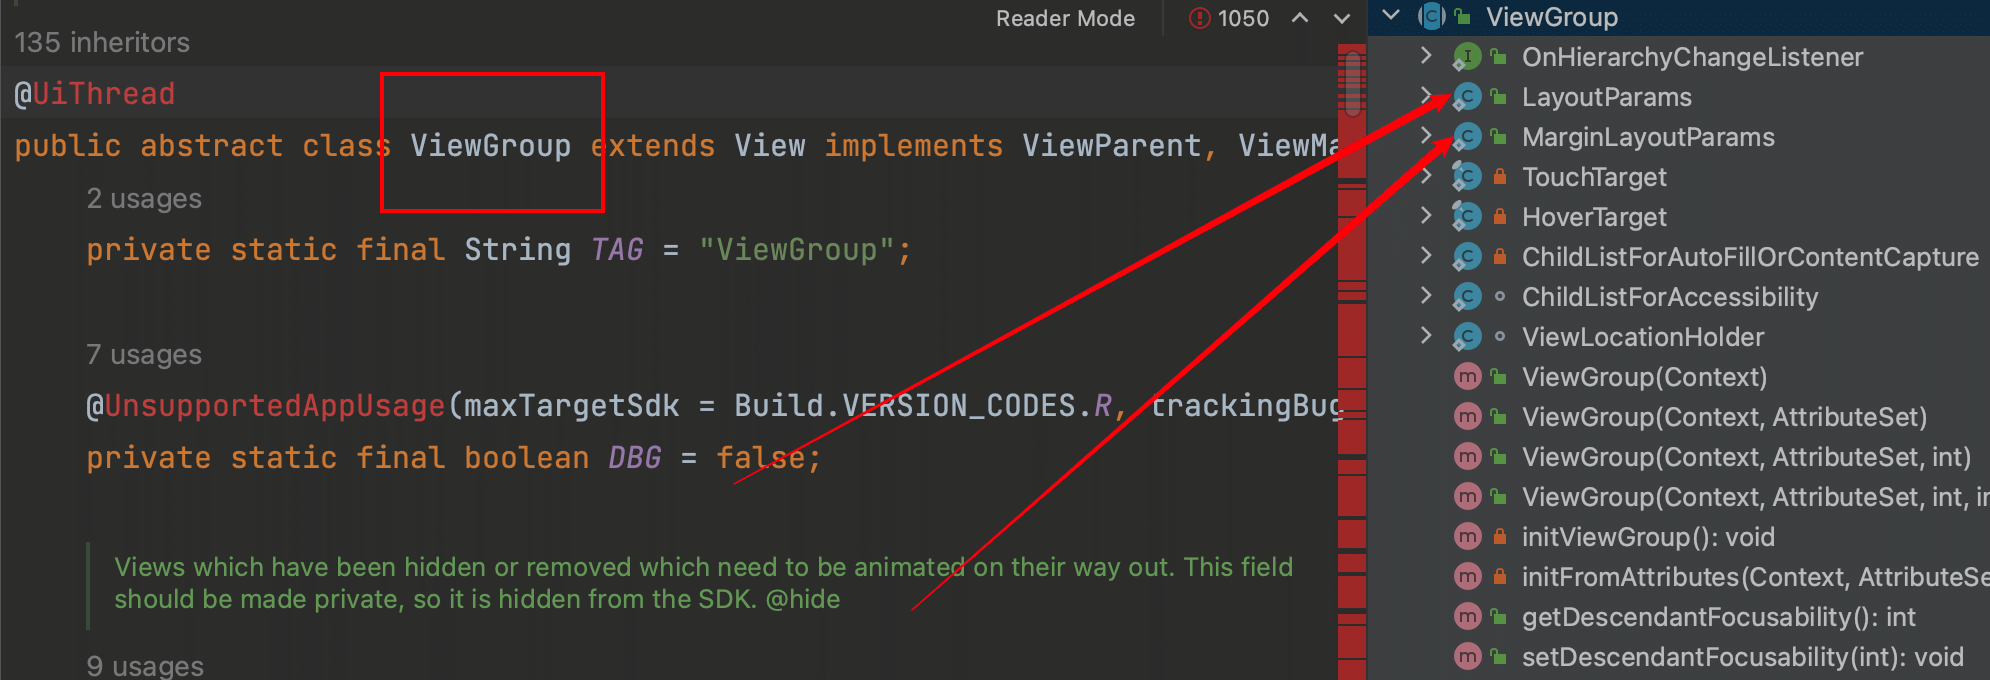 Reader Mode
1050
135 inheritors
@UiThread
public abstract class ViewGroup extends View implements ViewParent, ViewMa
2 usages
private static final String TAG = "ViewGroup";
7 usages
@UnsupportedAppUsage(maxTargetSdk = Build.VERSION_CODES.R, trackingBug
private static final boolean DBG = false;
Views which have been hidden or removed which need to be animated on their way out. This field
should be made private, so it is hidden from the SDK. @hide
9 usages
ViewGroup
OnHierarchyChangeListener
LayoutParams
MarginLayoutParams
TouchTarget
HoverTarget
ChildListForAutoFillOrContentCapture
ChildListForAccessibility
ViewLocationHolder
ViewGroup(Context)
ViewGroup(Context, AttributeSet)
ViewGroup(Context, AttributeSet, int)
ViewGroup(Context, AttributeSet, int, in
initViewGroup(): void
initFromAttributes(Context, AttributeSe
getDescendantFocusability(): int
setDescendantFocusability(int): void